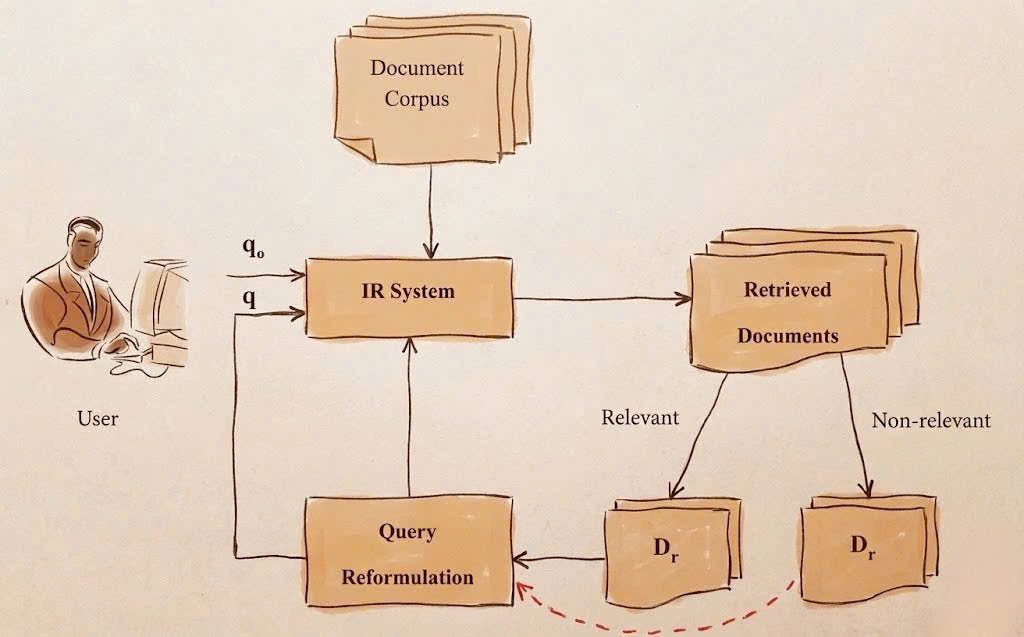 Document
Corpus
q₀
q
IR System
Retrieved
Documents
User
Relevant
Non-relevant
Query
Reformulation
Dᵣ
Dᵣ